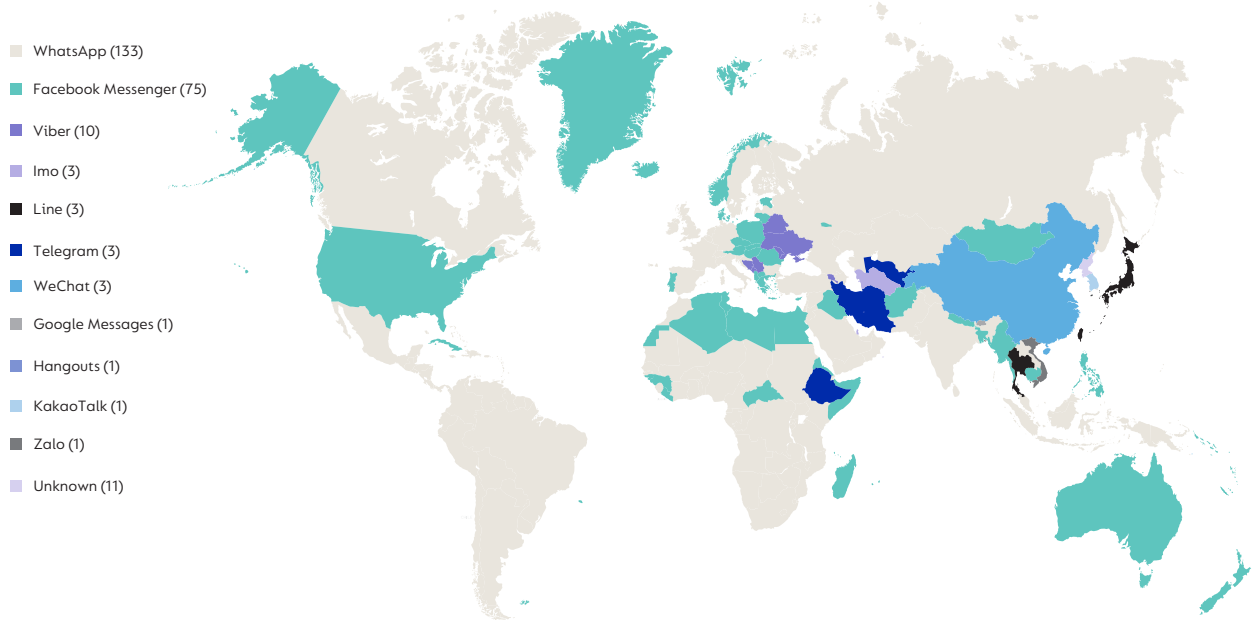 WhatsApp (133)
Facebook Messenger (75)
Viber (10)
Imo (3)
Line (3)
Telegram (3)
WeChat (3)
Google Messages (1)
Hangouts (1)
KakaoTalk (1)
Zalo (1)
Unknown (11)